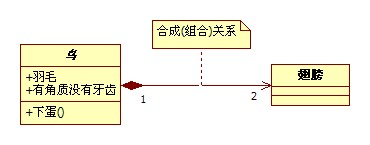 合成(组合)关系
鸟
+羽毛
+有角质没有牙齿
+下蛋()
1
2
翅膀